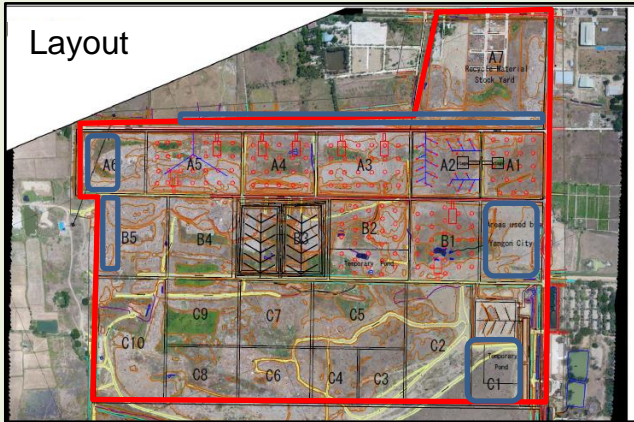 Layout
A7
Recycle Material
Stock Yard
A6
A5
A4
A3
A2
A1
B5
B4
B3
B2
Temporary Pond
B1
Areas used by
Yangon City
C10
C9
C7
C5
C2
C8
C6
C4
C3
Temporary
Pond
C1